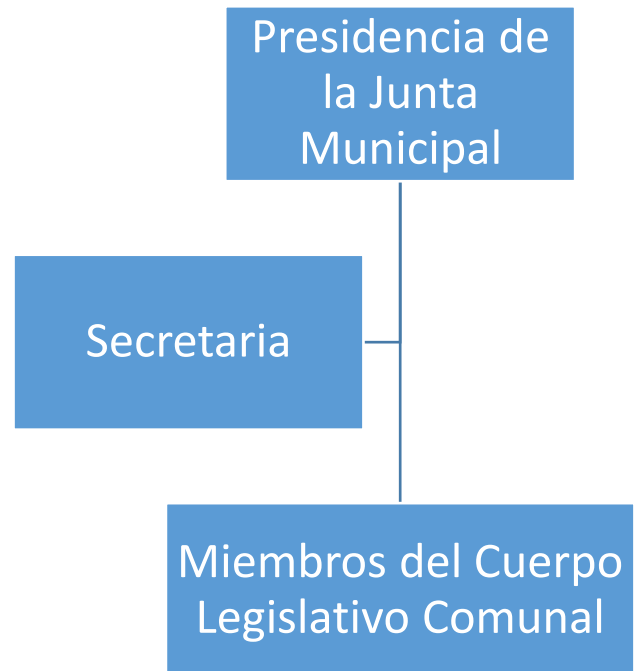 Presidencia de
la Junta
Municipal
Secretaria
Miembros del Cuerpo
Legislativo Comunal